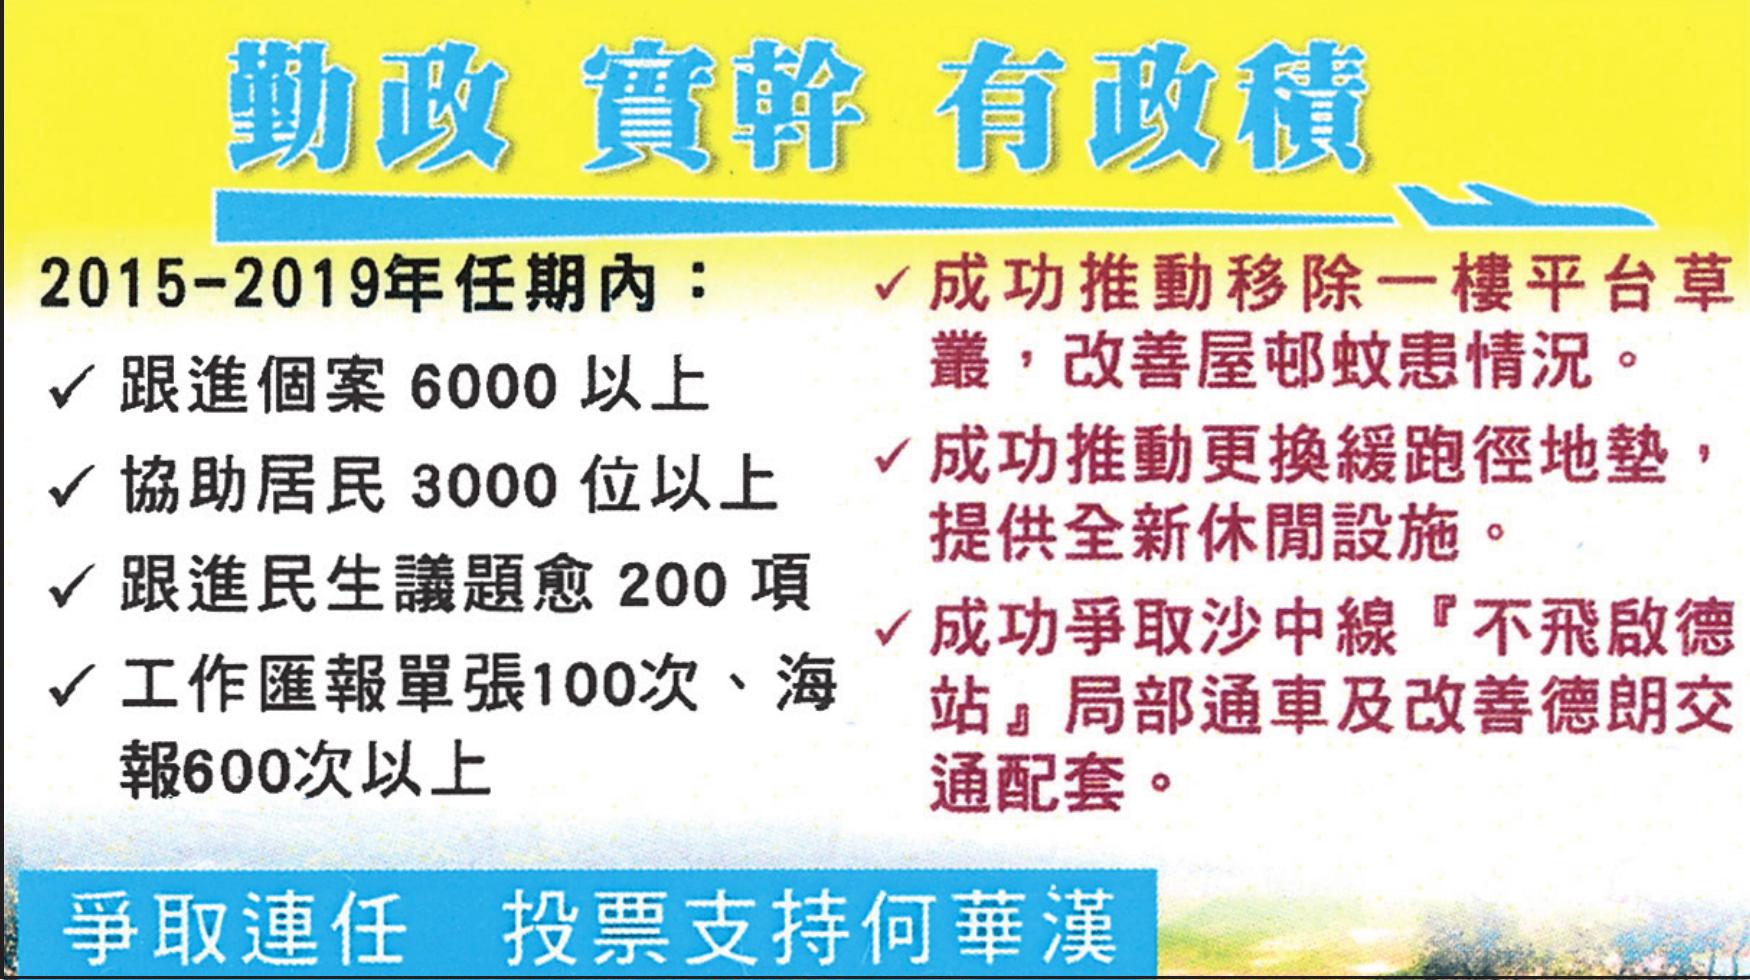 勤政 實幹 有政積
2015-2019年任期內：
✓ 跟進個案 6000 以上
✓ 協助居民 3000 位以上
✓ 跟進民生議題愈 200 項
✓ 工作匯報單張100次、海
報600次以上
✓ 成功推動移除一樓平台草
叢，改善屋邨蚊患情況。
✓ 成功推動更換緩跑徑地墊，
提供全新休閒設施。
✓ 成功爭取沙中線『不飛啟德
站』局部通車及改善德朗交
通配套。
爭取連任 投票支持何華漢